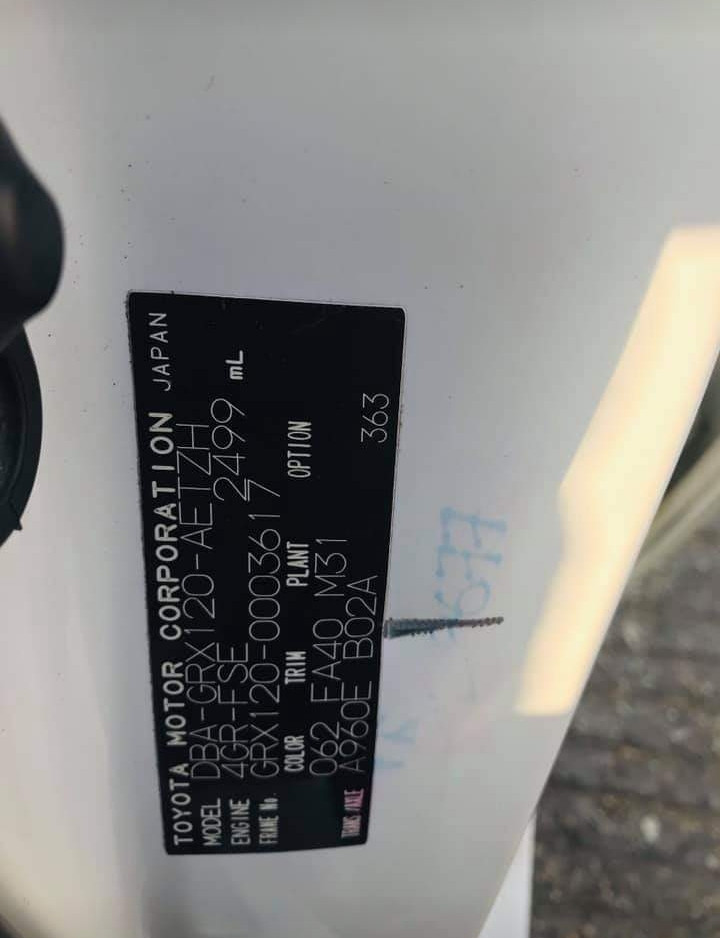 TOYOTA MOTOR CORPORATION JAPAN
MODEL DBA-GRX120-AETZH
ENGINE 4GR-FSE 2499 mL
FRAME No. GRX120-0003617
COLOR TRIM PLANT OPTION
062 FA40 M31
TRANS/AXLE A960E B02A 363
677